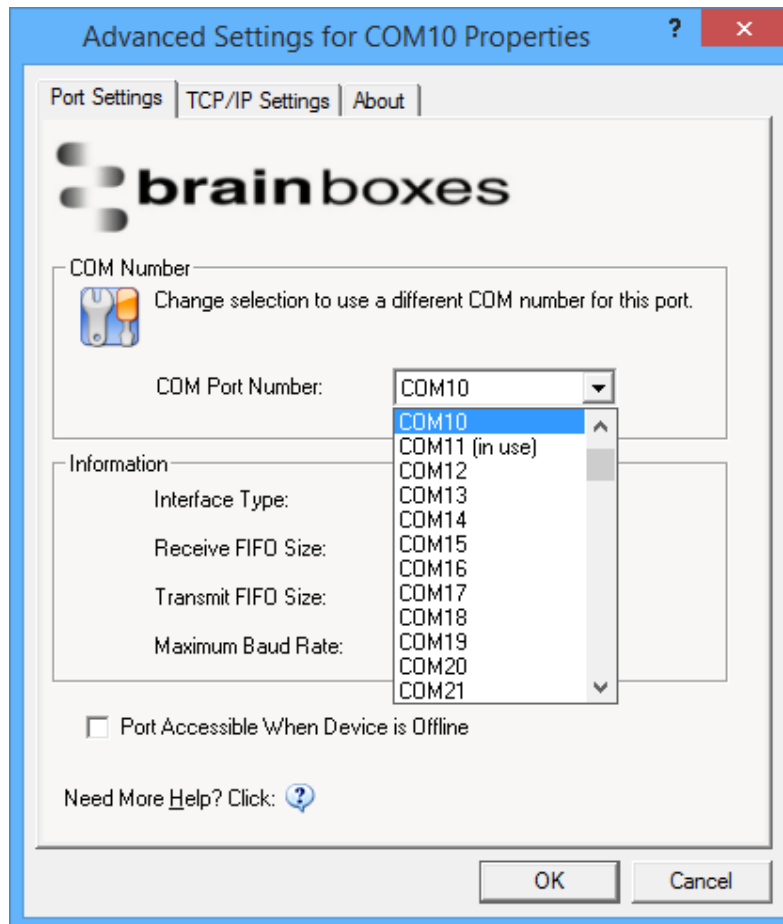 Advanced Settings for COM10 Properties ? ×
Port Settings TCP/IP Settings About
brainboxes
COM Number
Change selection to use a different COM number for this port.
COM Port Number: COM10
COM10
COM11 (in use)
Information
COM12
COM13
Interface Type:
COM14
COM15
Receive FIFO Size:
COM16
COM17
Transmit FIFO Size:
COM18
COM19
Maximum Baud Rate:
COM20
COM21
Port Accessible When Device is Offline
Need More Help? Click: ?
OK Cancel